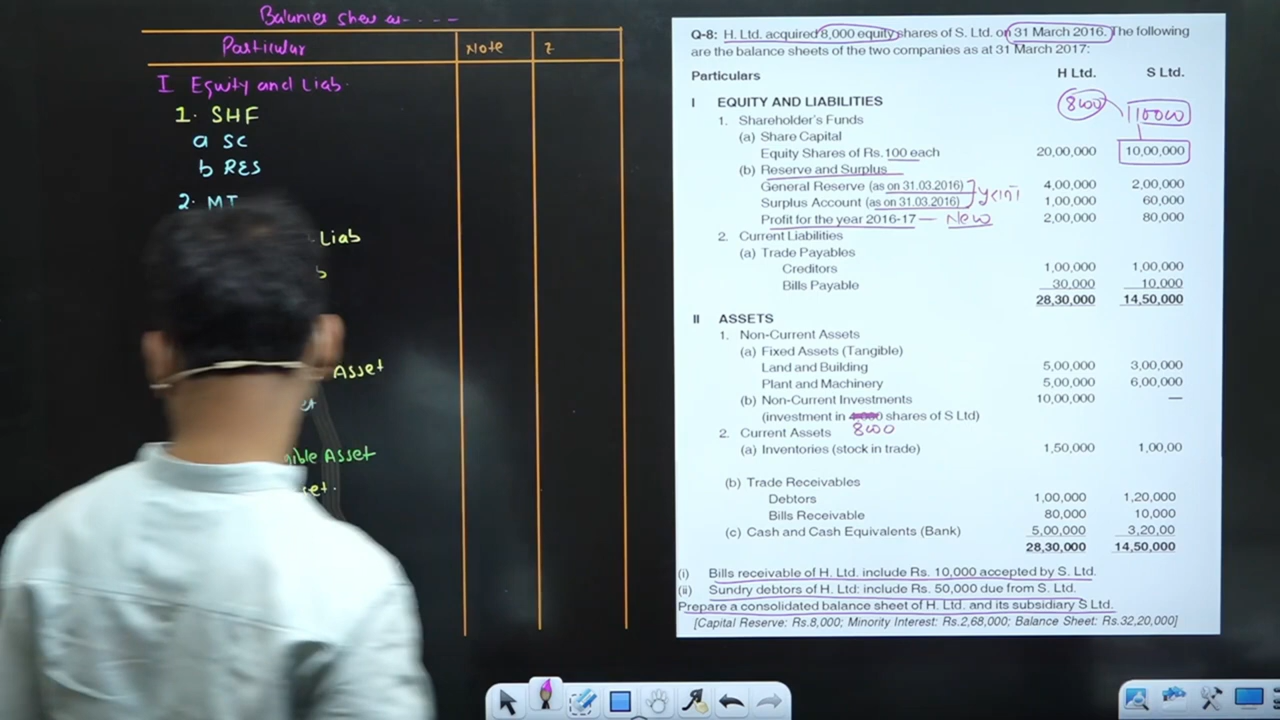 Balances sheet as - - - -
Particular Note ₹
I Equity and Liab.
1. SHF
a SC
b RES
2. MI
Liab
b
Asset
et
ible Asset
set.
Q-8: H. Ltd. acquired 8,000 equity shares of S. Ltd. on 31 March 2016. The following
are the balance sheets of the two companies as at 31 March 2017:
Particulars H Ltd. S Ltd.
8000
10000
I EQUITY AND LIABILITIES
1. Shareholder's Funds
(a) Share Capital
Equity Shares of Rs. 100 each 20,00,000 10,00,000
(b) Reserve and Surplus
General Reserve (as on 31.03.2016) 4,00,000 2,00,000
Surplus Account (as on 31.03.2016) 1,00,000 60,000
Profit for the year 2016-17 — New 2,00,000 80,000
2. Current Liabilities
(a) Trade Payables
Creditors 1,00,000 1,00,000
Bills Payable 30,000 10,000
28,30,000 14,50,000
II ASSETS
1. Non-Current Assets
(a) Fixed Assets (Tangible)
Land and Building 5,00,000 3,00,000
Plant and Machinery 5,00,000 6,00,000
(b) Non-Current Investments 10,00,000 —
(investment in shares of S Ltd)
8000
2. Current Assets
(a) Inventories (stock in trade) 1,50,000 1,00,00
(b) Trade Receivables
Debtors 1,00,000 1,20,000
Bills Receivable 80,000 10,000
(c) Cash and Cash Equivalents (Bank) 5,00,000 3,20,00
28,30,000 14,50,000
(i) Bills receivable of H. Ltd. include Rs. 10,000 accepted by S. Ltd.
(ii) Sundry debtors of H. Ltd: include Rs. 50,000 due from S. Ltd.
Prepare a consolidated balance sheet of H. Ltd. and its subsidiary S Ltd.
[Capital Reserve: Rs.8,000; Minority Interest: Rs.2,68,000; Balance Sheet: Rs.32,20,000]